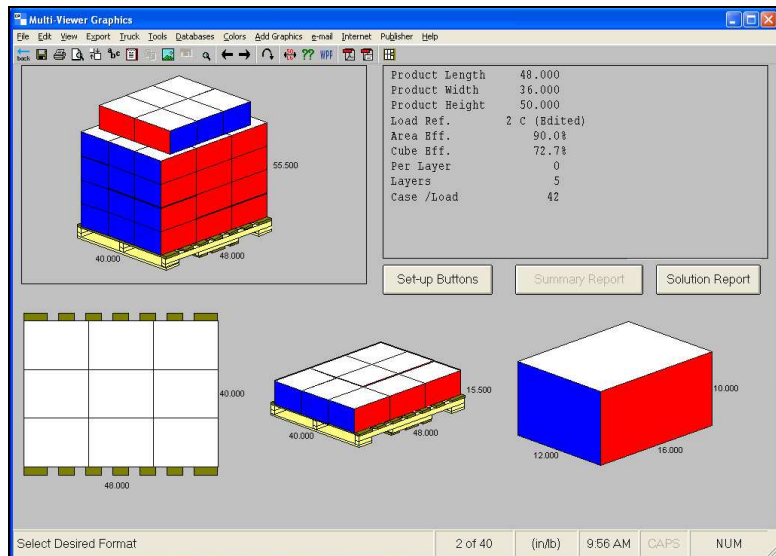 Multi-Viewer Graphics
File Edit View Export Truck Tools Databases Colors Add Graphics e-mail Internet Publisher Help
back abc ?? WPF
Product Length 48.000
Product Width 36.000
Product Height 50.000
Load Ref. 2 C (Edited)
Area Eff. 90.0%
Cube Eff. 72.7%
Per Layer 0
Layers 5
Case /Load 42
55.500
40.000
48.000
Set-up Buttons Summary Report Solution Report
40.000
48.000
15.500
40.000
48.000
10.000
12.000
16.000
Select Desired Format 2 of 40 (in/lb) 9:56 AM CAPS NUM